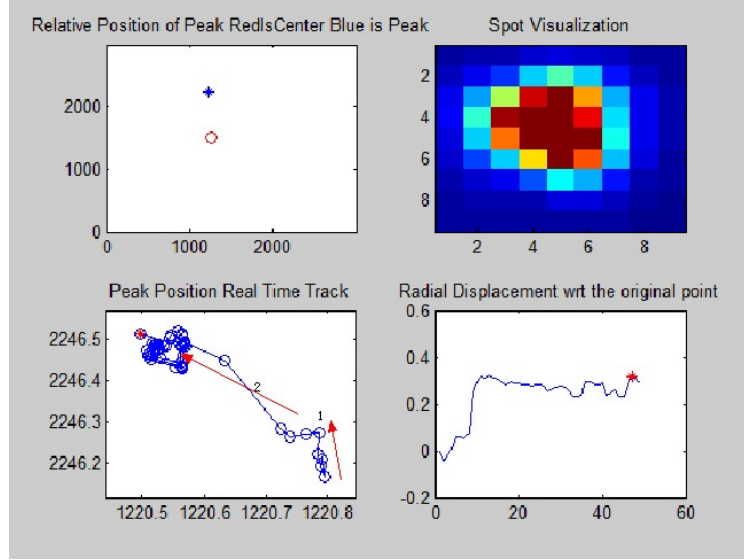 Relative Position of Peak RedIsCenter Blue is Peak
Spot Visualization
2000
1000
0
0 1000 2000
2
4
6
8
2 4 6 8
Peak Position Real Time Track
Radial Displacement wrt the original point
2246.5
2246.4
2246.3
2246.2
1220.5 1220.6 1220.7 1220.8
2
1
0.6
0.4
0.2
0
-0.2
0 20 40 60